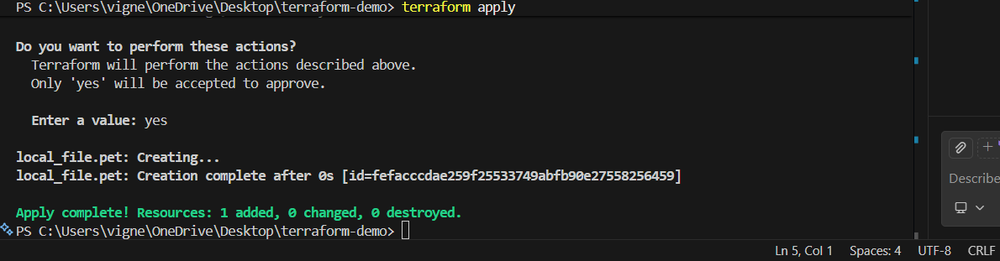 PS C:\Users\vigne\OneDrive\Desktop\terraform-demo> terraform apply
Do you want to perform these actions?
Terraform will perform the actions described above.
Only 'yes' will be accepted to approve.
Enter a value: yes
local_file.pet: Creating...
local_file.pet: Creation complete after 0s [id=fefacccdae259f25533749abfb90e27558256459]
Apply complete! Resources: 1 added, 0 changed, 0 destroyed.
PS C:\Users\vigne\OneDrive\Desktop\terraform-demo>
Describe
Ln 5, Col 1 Spaces: 4 UTF-8 CRLF